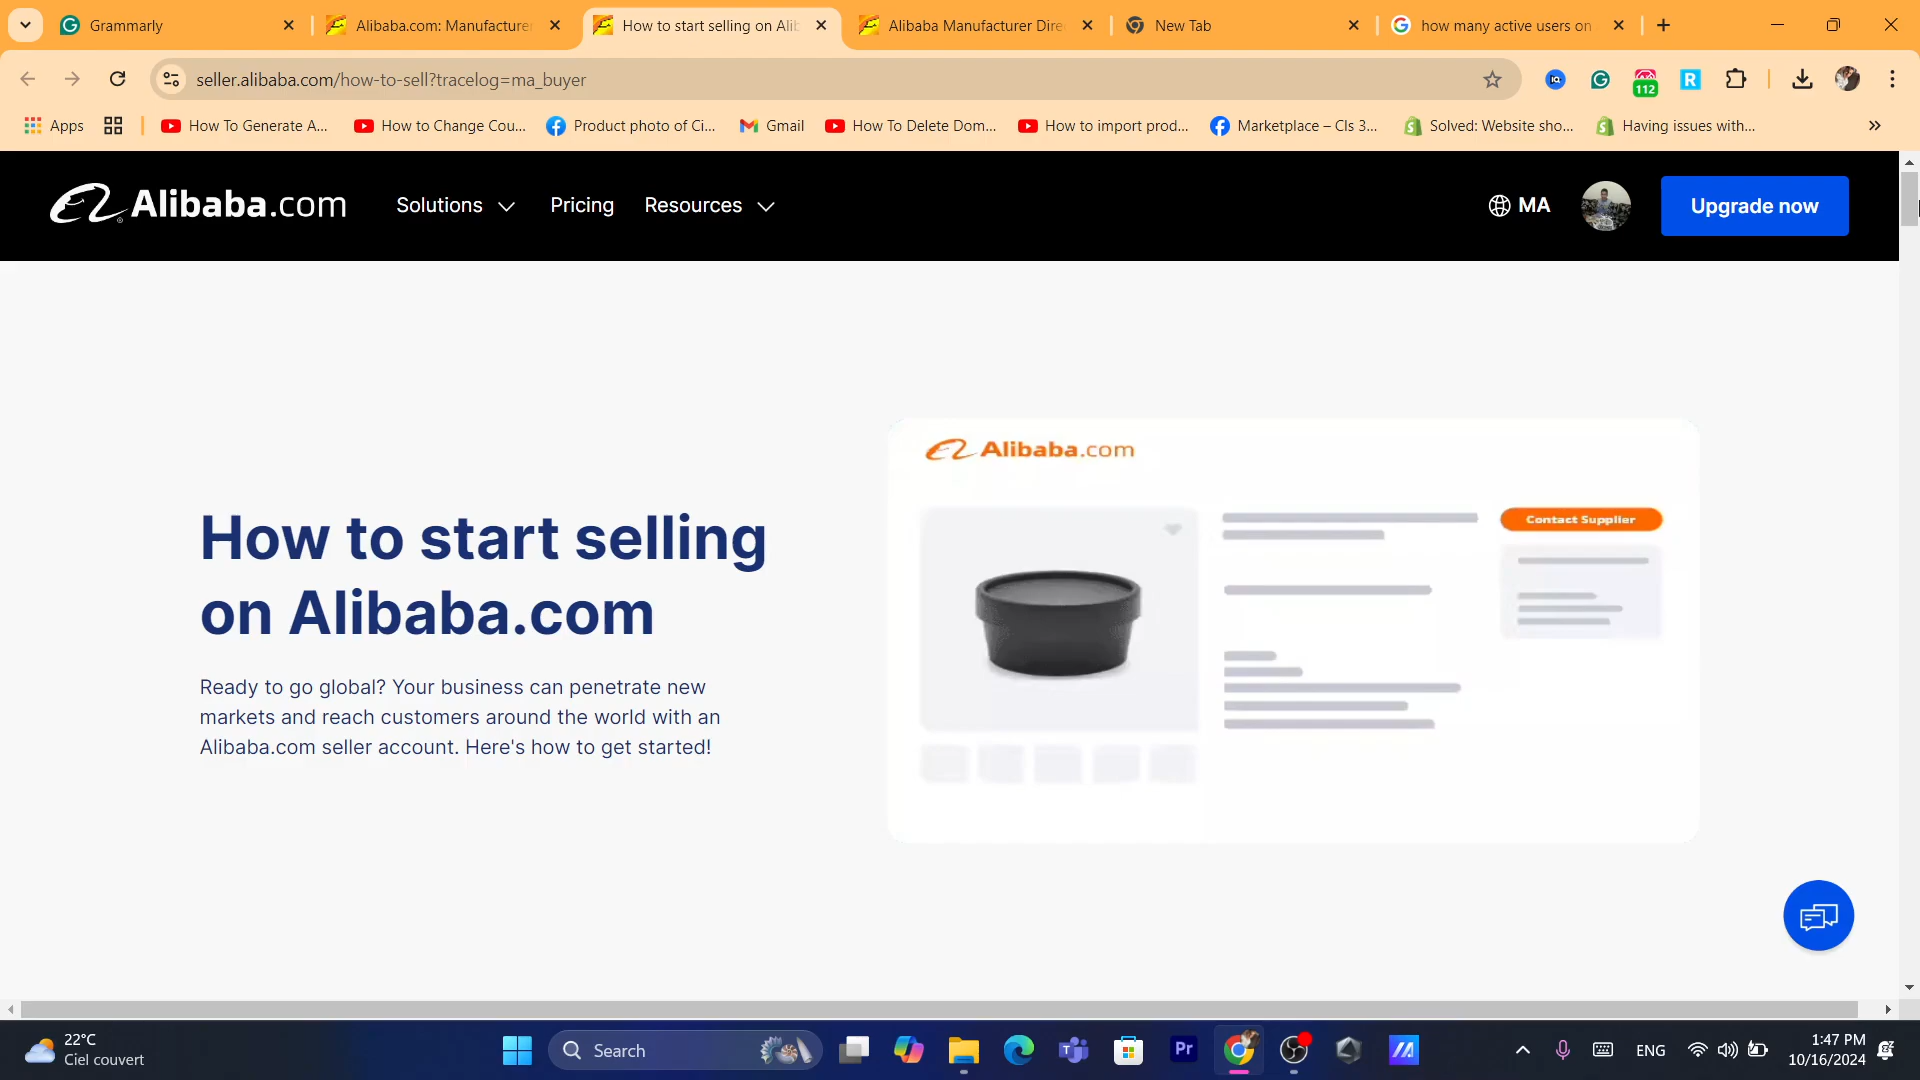 Grammarly
Alibaba.com: Manufacturer
How to start selling on Alib
Alibaba Manufacturer Dire
New Tab
how many active users on
seller.alibaba.com/how-to-sell?tracelog=ma_buyer
112
R
Apps
How To Generate A...
How to Change Cou...
Product photo of Ci...
Gmail
How To Delete Dom...
How to import prod...
Marketplace – Cls 3...
Solved: Website sho...
Having issues with...
Alibaba.com
Solutions
Pricing
Resources
MA
Upgrade now
How to start selling
on Alibaba.com
Ready to go global? Your business can penetrate new
markets and reach customers around the world with an
Alibaba.com seller account. Here's how to get started!
Alibaba.com
Contact Supplier
22°C
Ciel couvert
Search
Pr
ENG
1:47 PM
10/16/2024